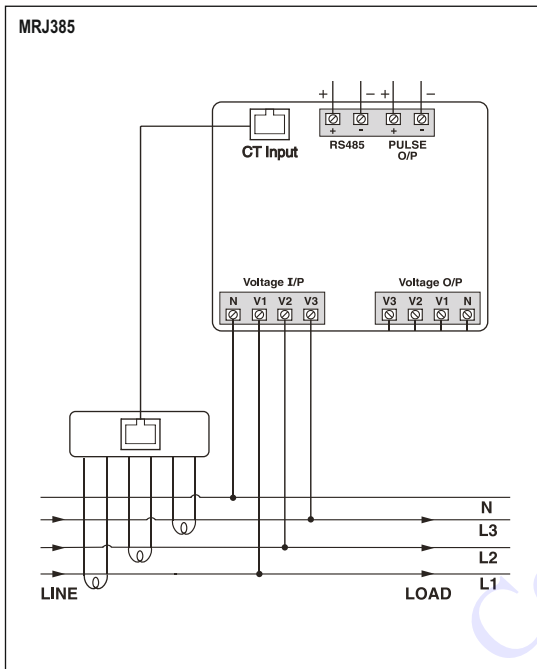 MRJ385
+ − + −
+ - + -
CT Input
RS485 PULSE
O/P
Voltage I/P Voltage O/P
N V1 V2 V3 V3 V2 V1 N
N
L3
L2
L1
LINE LOAD